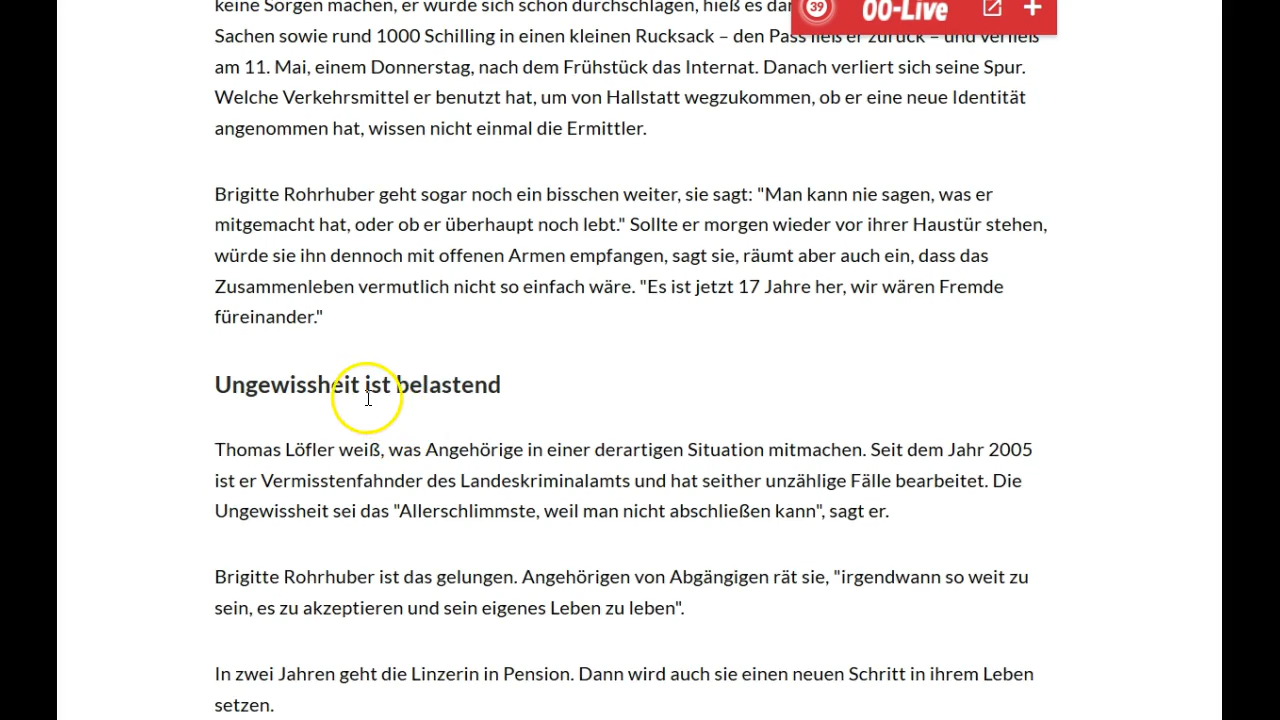 keine Sorgen machen, er würde sich schon durchschlagen, hieß es
39 OO-Live
Sachen sowie rund 1000 Schilling in einen kleinen Rucksack – den Pass ließ er zurück – und verließ
am 11. Mai, einem Donnerstag, nach dem Frühstück das Internat. Danach verliert sich seine Spur.
Welche Verkehrsmittel er benutzt hat, um von Hallstatt wegzukommen, ob er eine neue Identität
angenommen hat, wissen nicht einmal die Ermittler.
Brigitte Rohrhuber geht sogar noch ein bisschen weiter, sie sagt: "Man kann nie sagen, was er
mitgemacht hat, oder ob er überhaupt noch lebt." Sollte er morgen wieder vor ihrer Haustür stehen,
würde sie ihn dennoch mit offenen Armen empfangen, sagt sie, räumt aber auch ein, dass das
Zusammenleben vermutlich nicht so einfach wäre. "Es ist jetzt 17 Jahre her, wir wären Fremde
füreinander."
Ungewissheit ist belastend
Thomas Löfler weiß, was Angehörige in einer derartigen Situation mitmachen. Seit dem Jahr 2005
ist er Vermisstenfahnder des Landeskriminalamts und hat seither unzählige Fälle bearbeitet. Die
Ungewissheit sei das "Allerschlimmste, weil man nicht abschließen kann", sagt er.
Brigitte Rohrhuber ist das gelungen. Angehörigen von Abgängigen rät sie, "irgendwann so weit zu
sein, es zu akzeptieren und sein eigenes Leben zu leben".
In zwei Jahren geht die Linzerin in Pension. Dann wird auch sie einen neuen Schritt in ihrem Leben
setzen.